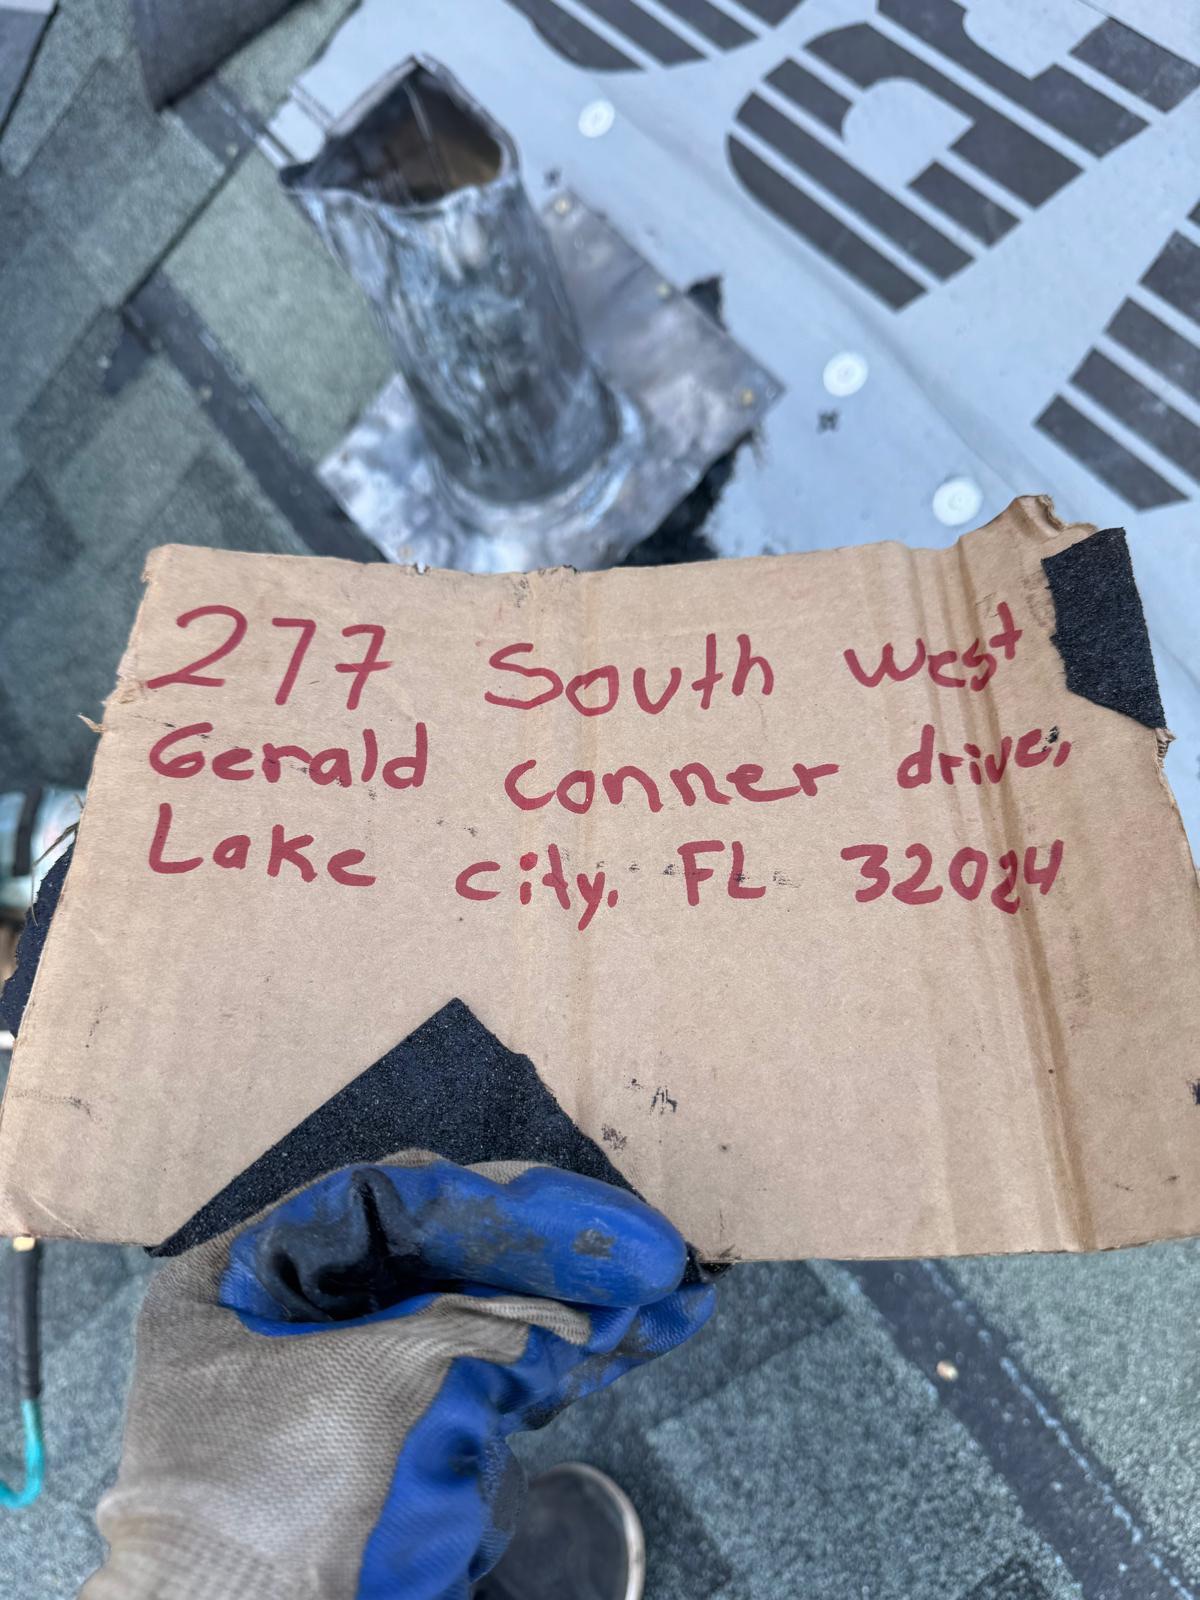 277 South west
Gerald conner drive,
Lake city, FL 32024